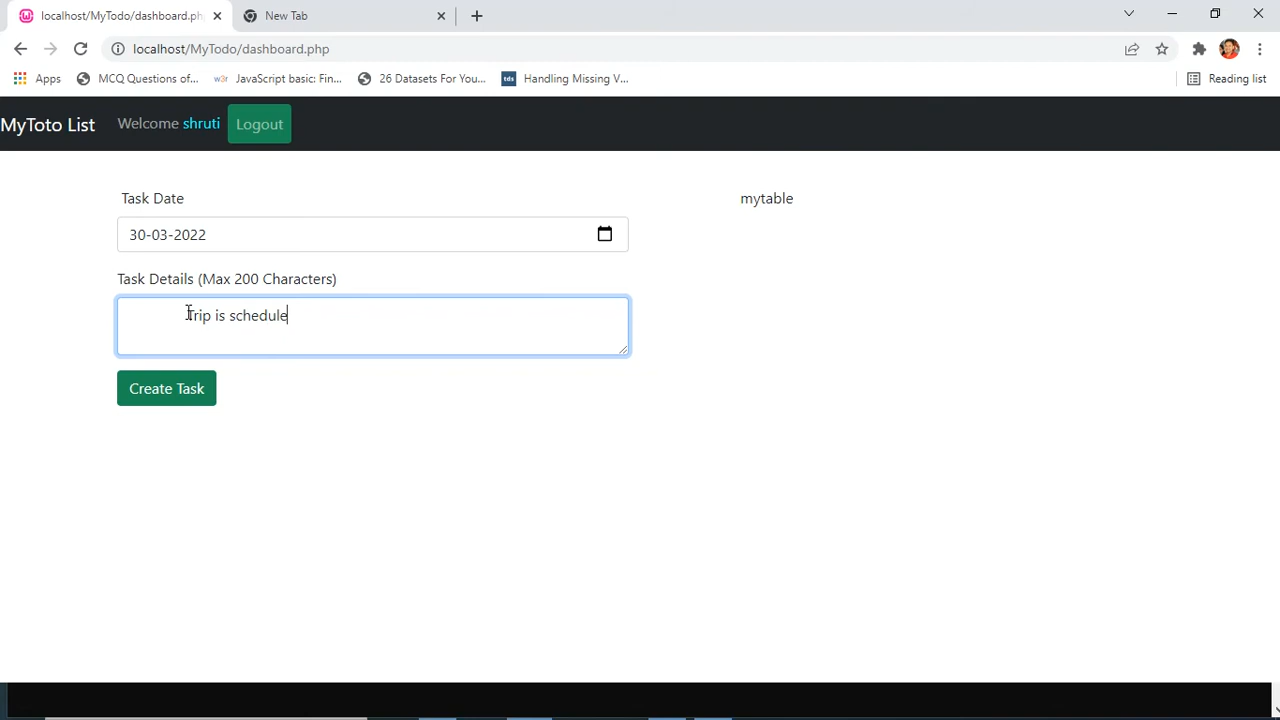 localhost/MyTodo/dashboard.ph
New Tab
localhost/MyTodo/dashboard.php
Apps
MCQ Questions of...
w3r JavaScript basic: Fin...
26 Datasets For You...
tds Handling Missing V...
Reading list
MyToto List
Welcome shruti
Logout
Task Date
mytable
30-03-2022
Task Details (Max 200 Characters)
Trip is schedule
Create Task